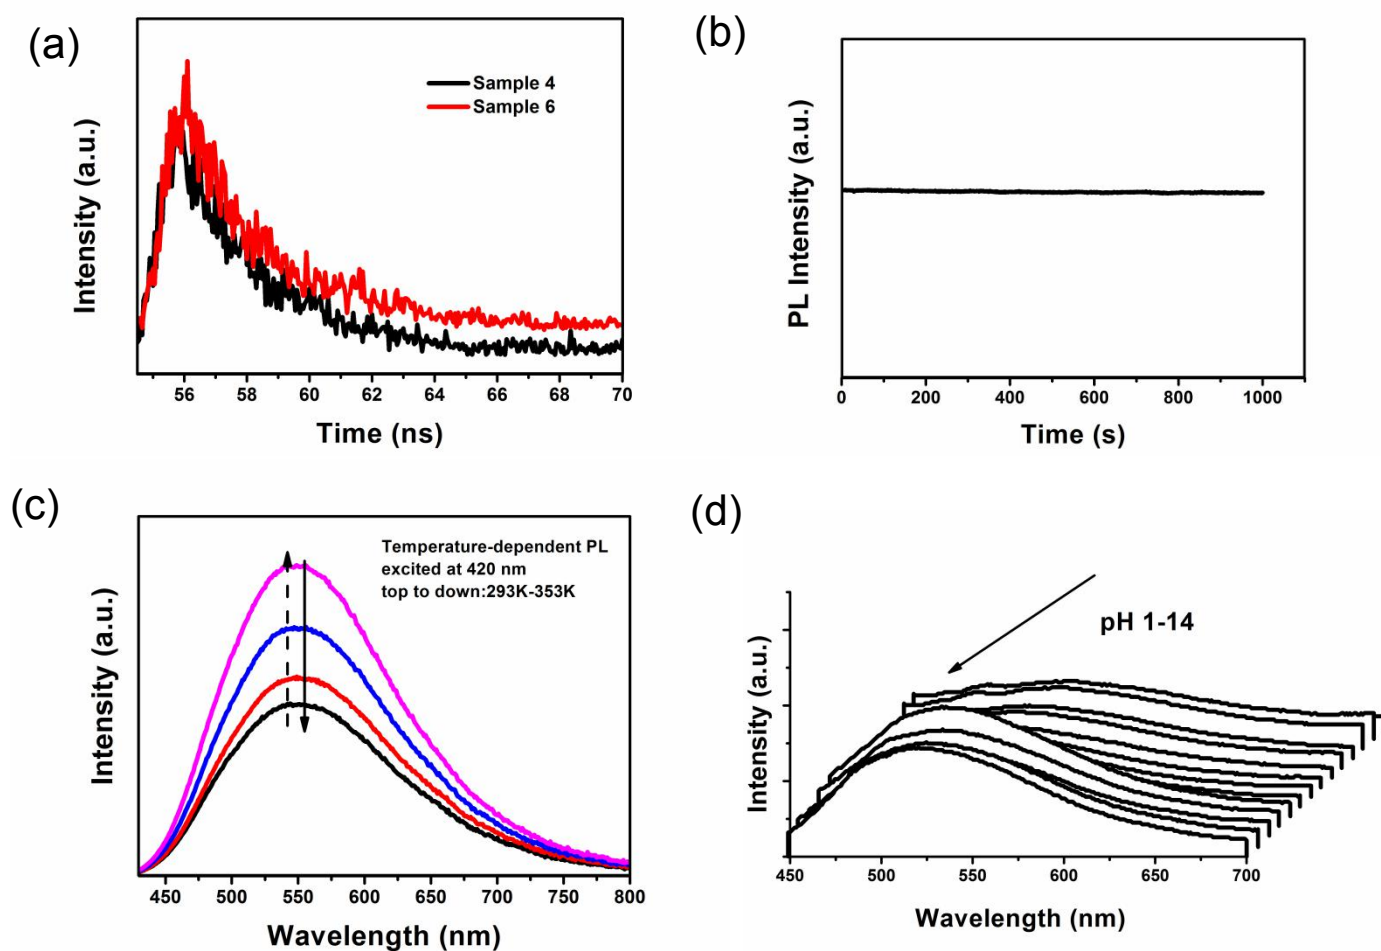 (a)
Intensity (a.u.)
Sample 4
Sample 6
56 58 60 62 64 66 68 70
Time (ns)
(b)
PL Intensity (a.u.)
0 200 400 600 800 1000
Time (s)
(c)
Intensity (a.u.)
Temperature-dependent PL
excited at 420 nm
top to down:293K-353K
450 500 550 600 650 700 750 800
Wavelength (nm)
(d)
Intensity (a.u.)
pH 1-14
450 500 550 600 650 700
Wavelength (nm)